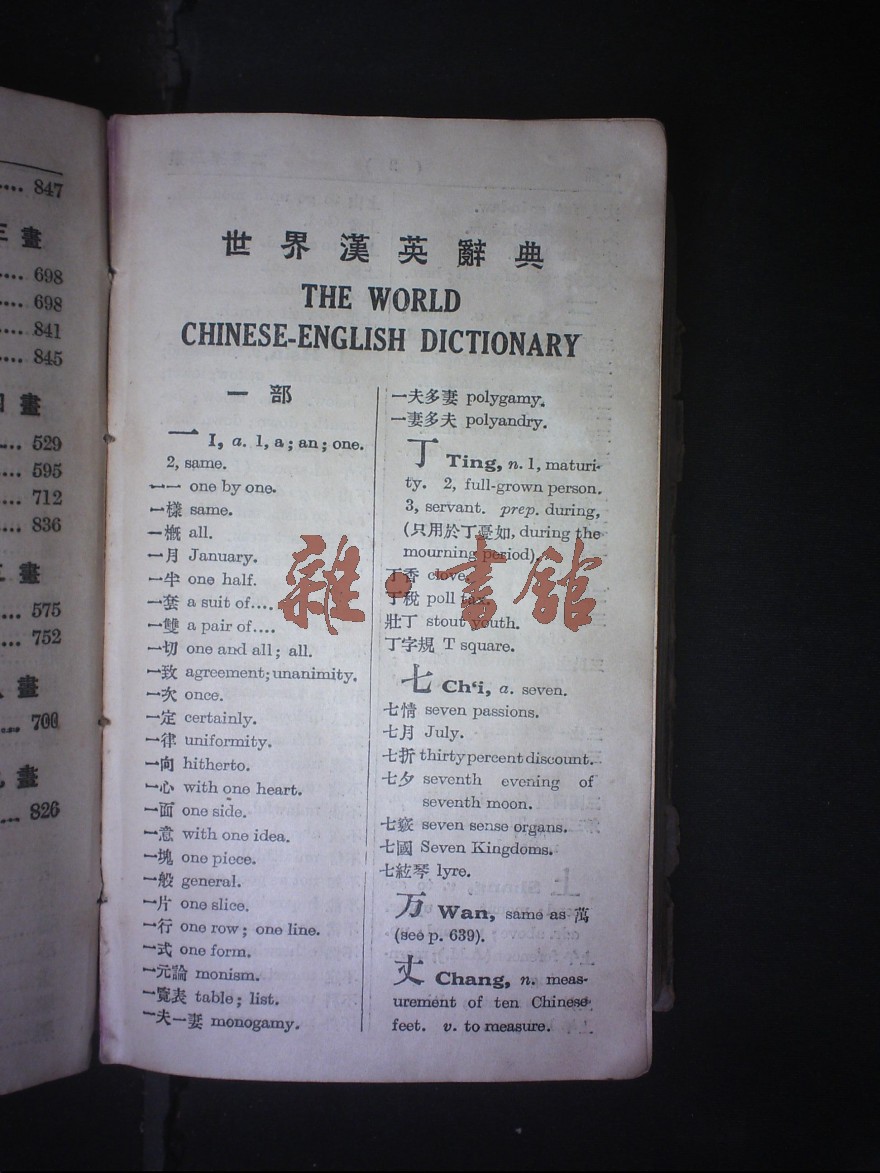 .... 847
三畫
.... 698
.... 698
.... 841
.... 845
四畫
.... 529
.... 595
.... 712
.... 836
畫
.... 575
.... 752
畫
.... 700
畫
.... 826
世界漢英辭典
THE WORLD
CHINESE-ENGLISH DICTIONARY
一部
一 I, a. 1, a; an; one.
2, same.
一一 one by one.
一樣 same.
一概 all.
一月 January.
一半 one half.
一套 a suit of....
一雙 a pair of....
一切 one and all; all.
一致 agreement; unanimity.
一次 once.
一定 certainly.
一律 uniformity.
一向 hitherto.
一心 with one heart.
一面 one side.
一意 with one idea.
一塊 one piece.
一般 general.
一片 one slice.
一行 one row; one line.
一式 one form.
一元論 monism.
一覽表 table; list.
一夫一妻 monogamy.
一夫多妻 polygamy.
一妻多夫 polyandry.
丁 Ting, n. 1, maturi-
ty. 2, full-grown person.
3, servant. prep. during,
(只用於丁憂如, during the
mourning period).
丁香 clove.
丁稅 poll tax.
壯丁 stout youth.
丁字規 T square.
七 Ch‘i, a. seven.
七情 seven passions.
七月 July.
七折 thirty percent discount.
七夕 seventh evening of
seventh moon.
七竅 seven sense organs.
七國 Seven Kingdoms.
七絃琴 lyre.
万 Wan, same as 萬
(see p. 639).
丈 Chang, n. meas-
urement of ten Chinese
feet. v. to measure.
雜·書館